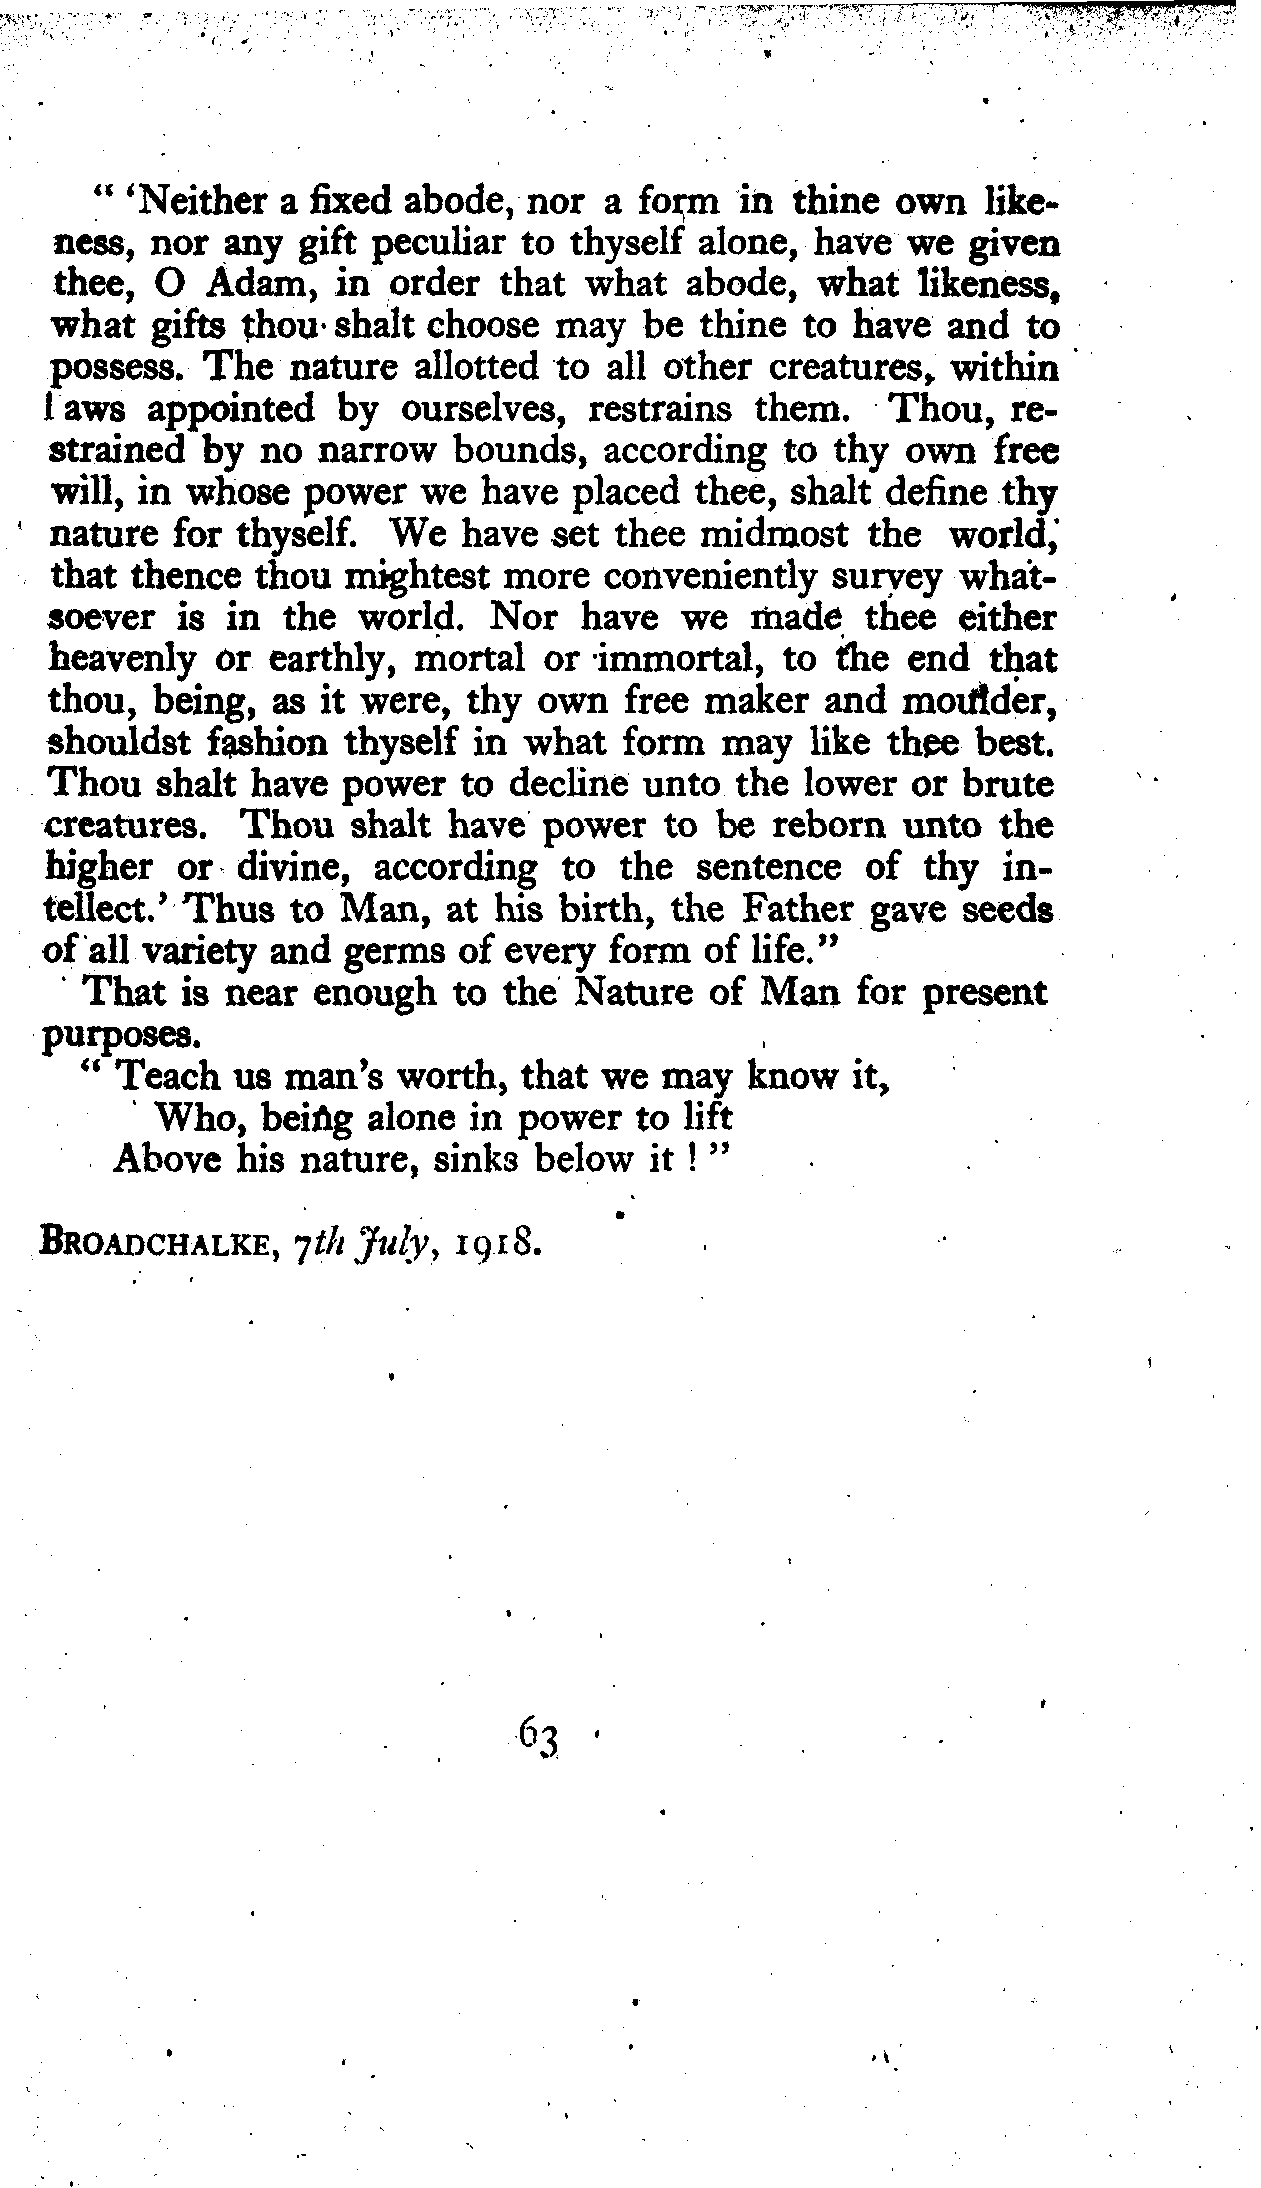 “ ‘Neither a fixed abode, nor a form in thine own like-
ness, nor any gift peculiar to thyself alone, have we given
thee, O Adam, in order that what abode, what likeness,
what gifts thou shalt choose may be thine to have and to
possess. The nature allotted to all other creatures, within
laws appointed by ourselves, restrains them. Thou, re-
strained by no narrow bounds, according to thy own free
will, in whose power we have placed thee, shalt define thy
nature for thyself. We have set thee midmost the world,
that thence thou mightest more conveniently survey what-
soever is in the world. Nor have we made thee either
heavenly or earthly, mortal or immortal, to the end that
thou, being, as it were, thy own free maker and moulder,
shouldst fashion thyself in what form may like thee best.
Thou shalt have power to decline unto the lower or brute
creatures. Thou shalt have power to be reborn unto the
higher or divine, according to the sentence of thy in-
tellect.’ Thus to Man, at his birth, the Father gave seeds
of all variety and germs of every form of life.”
That is near enough to the Nature of Man for present
purposes.
“ Teach us man’s worth, that we may know it,
Who, being alone in power to lift
Above his nature, sinks below it ! ”
BROADCHALKE, 7th July, 1918.
63